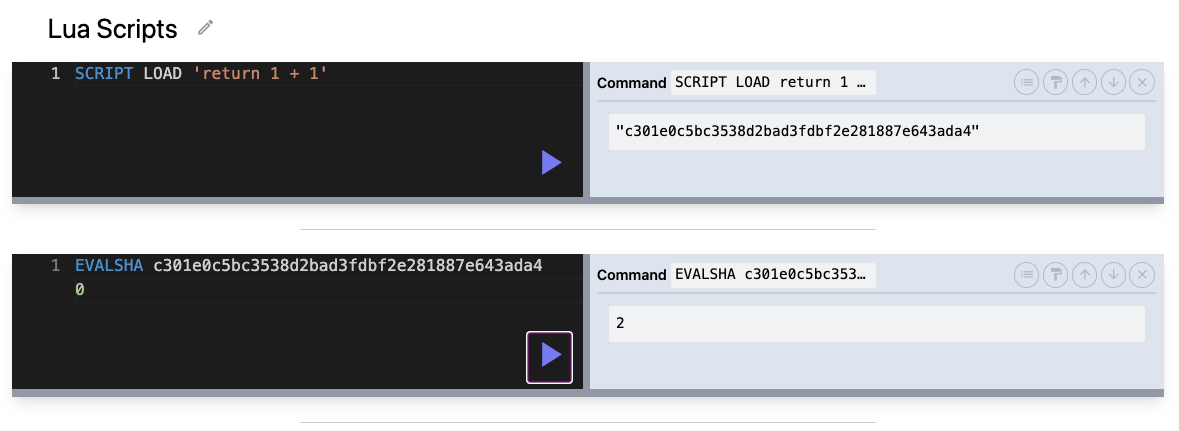 Lua Scripts
1 SCRIPT LOAD 'return 1 + 1'
Command SCRIPT LOAD return 1 …
"c301e0c5bc3538d2bad3fdbf2e281887e643ada4"
1 EVALSHA c301e0c5bc3538d2bad3fdbf2e281887e643ada4
0
Command EVALSHA c301e0c5bc353…
2